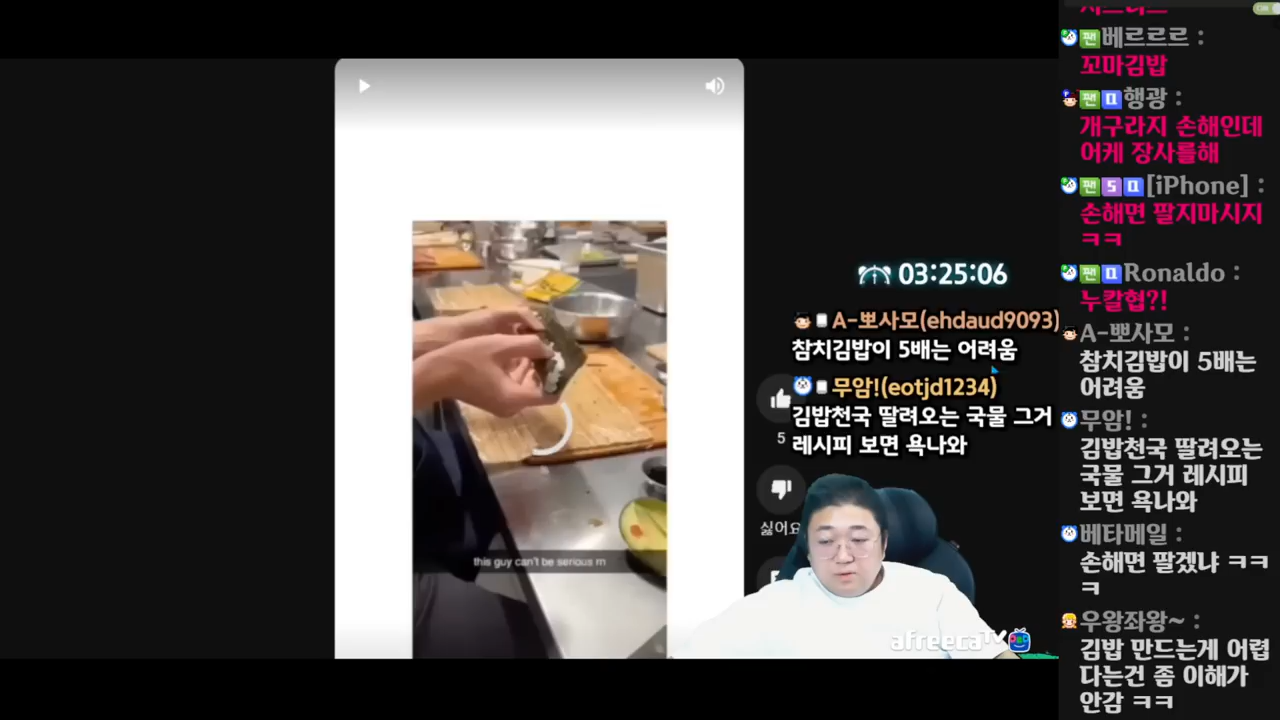 this guy can't be serious rn
03:25:06
A-뽀사모(ehdaud9093)
참치김밥이 5배는 어려움
무암!(eotjd1234)
김밥천국 딸려오는 국물 그거
레시피 보면 욕나와
5
싫어요
afreecaTV
베르르르 :
꼬마김밥
팬 행광 :
개구라지 손해인데
어케 장사를해
팬 S [iPhone] :
손해면 팔지마시지
ㅋㅋ
팬 Ronaldo :
누칼협?!
A-뽀사모 :
참치김밥이 5배는
어려움
무암! :
김밥천국 딸려오는
국물 그거 레시피
보면 욕나와
베타메일 :
손해면 팔겠냐 ㅋㅋ
ㅋ
우왕좌왕~ :
김밥 만드는게 어렵
다는건 좀 이해가
안감 ㅋㅋ